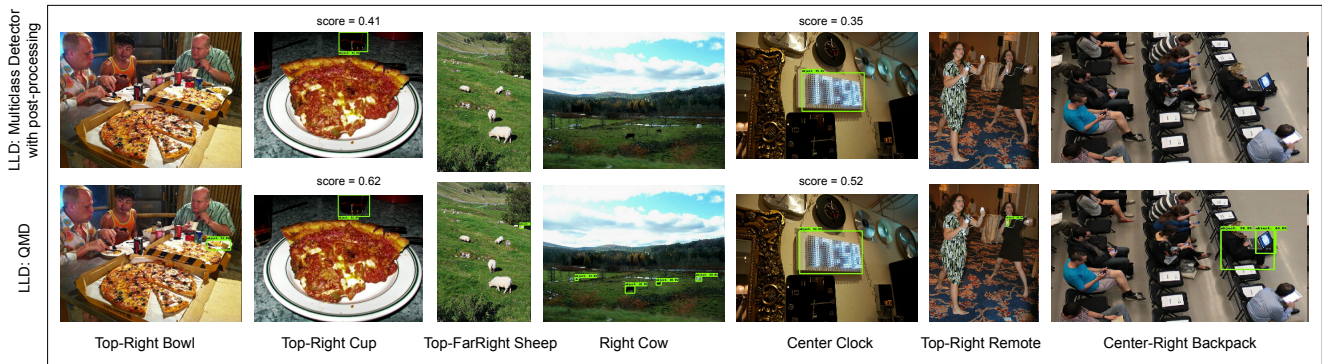 score = 0.41
score = 0.35
LLD: Multiclass Detector
with post-processing
score = 0.62
score = 0.52
LLD: QMD
Top-Right Bowl
Top-Right Cup
Top-FarRight Sheep
Right Cow
Center Clock
Top-Right Remote
Center-Right Backpack